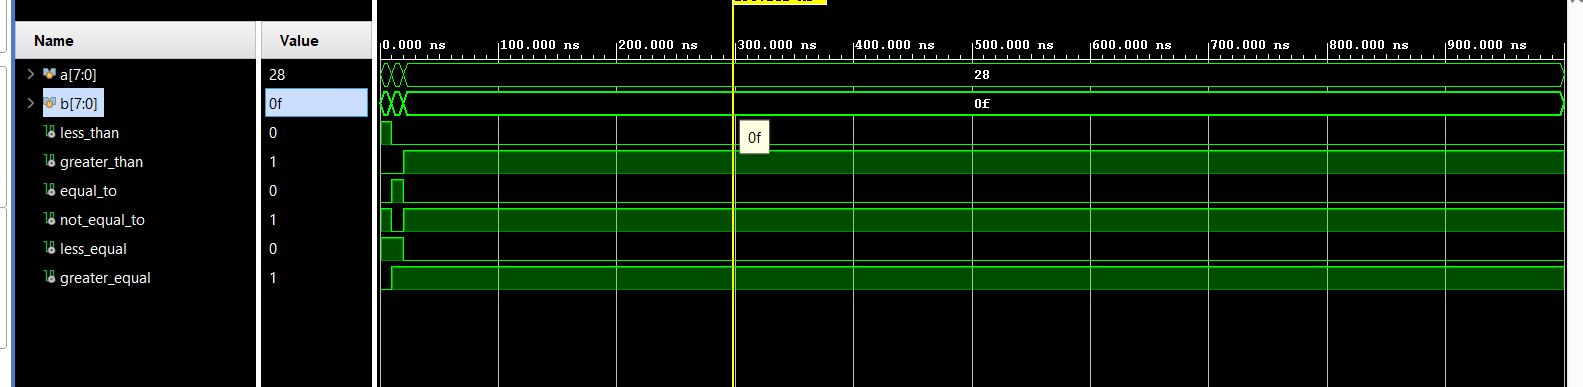 Name Value
0.000 ns 100.000 ns 200.000 ns 300.000 ns 400.000 ns 500.000 ns 600.000 ns 700.000 ns 800.000 ns 900.000 ns
a[7:0] 28 28
b[7:0] 0f 0f
less_than 0 0f
greater_than 1
equal_to 0
not_equal_to 1
less_equal 0
greater_equal 1